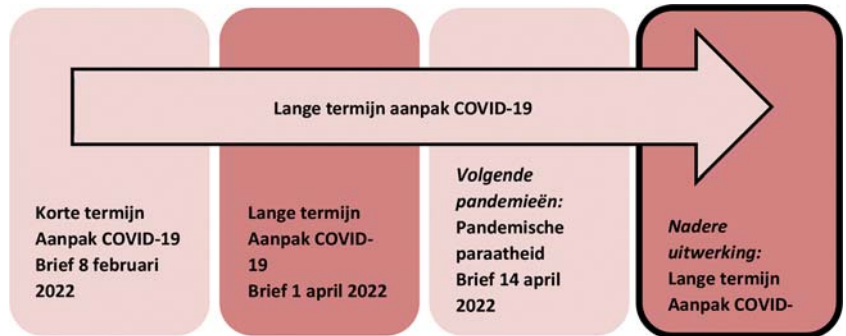 Lange termijn aanpak COVID-19
Korte termijn
Aanpak COVID-19
Brief 8 februari
2022
Lange termijn
Aanpak COVID-
19
Brief 1 april 2022
Volgende
pandemieën:
Pandemische
paraatheid
Brief 14 april
2022
Nadere
uitwerking:
Lange termijn
Aanpak COVID-